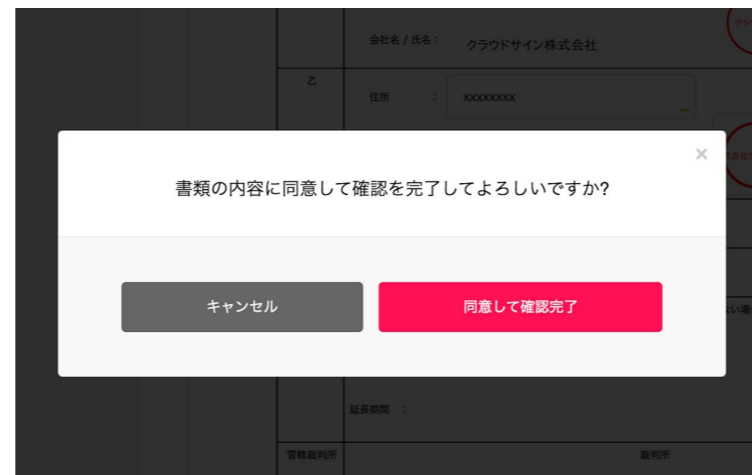 会社名 / 氏名 : クラウドサイン株式会社
乙
住所 : xxxxxxxx
×
書類の内容に同意して確認を完了してよろしいですか?
キャンセル 同意して確認完了
延長期間 :
管轄裁判所 裁判所